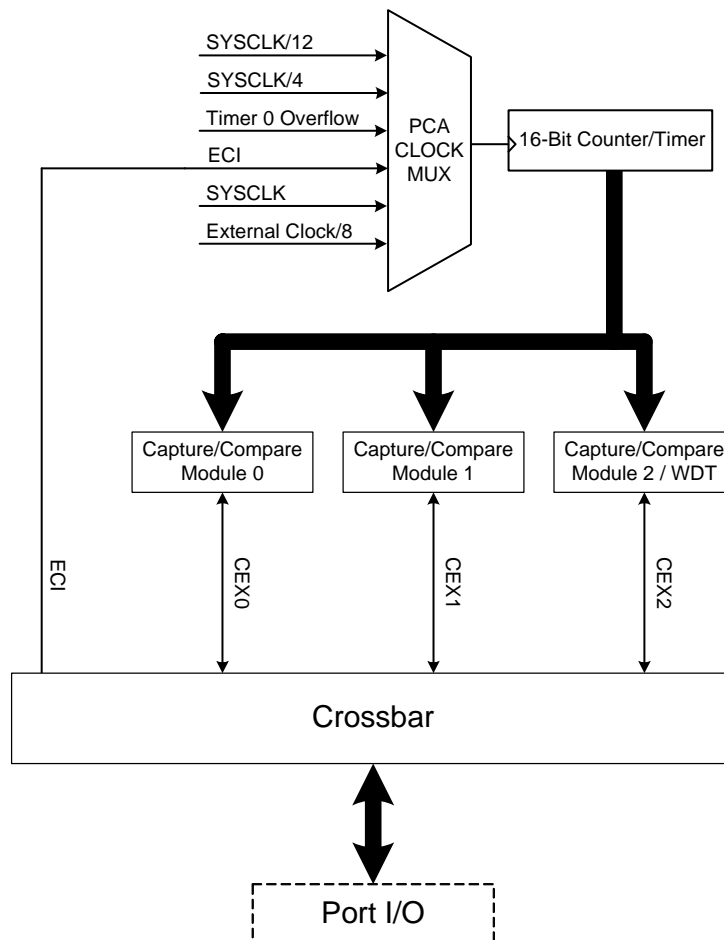 SYSCLK/12
SYSCLK/4
Timer 0 Overflow
ECI
SYSCLK
External Clock/8
PCA
CLOCK
MUX
16-Bit Counter/Timer
Capture/Compare
Module 0
Capture/Compare
Module 1
Capture/Compare
Module 2 / WDT
ECI
CEX0
CEX1
CEX2
Crossbar
Port I/O